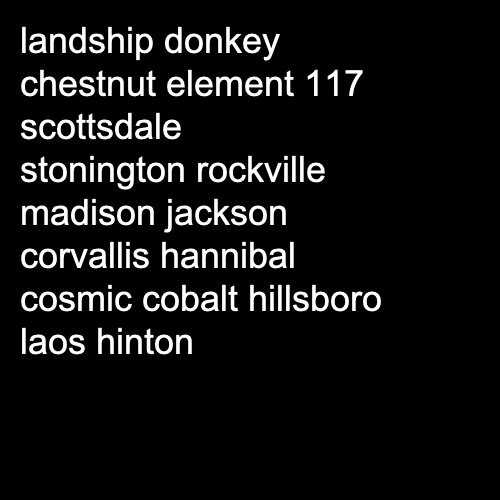 landship donkey
chestnut element 117
scottsdale
stonington rockville
madison jackson
corvallis hannibal
cosmic cobalt hillsboro
laos hinton